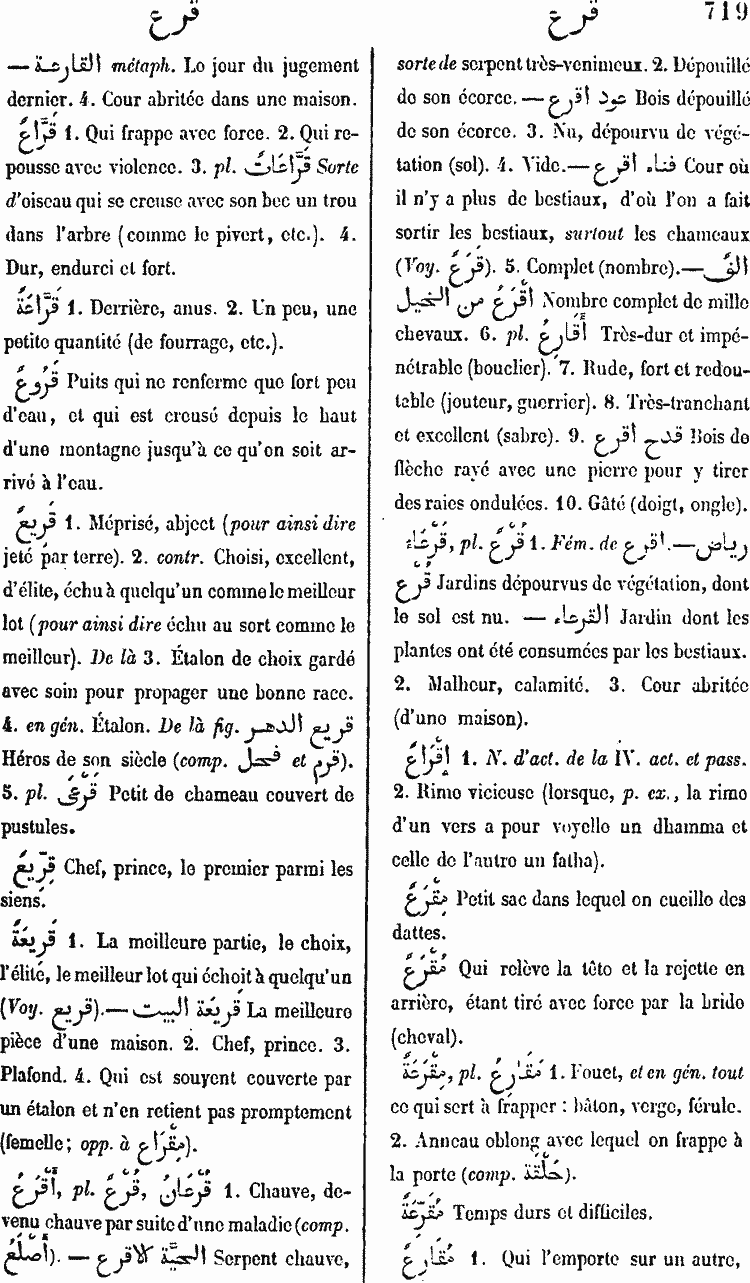 قرع
قرع 719
— القارعة métaph. Le jour du jugement
dernier. 4. Cour abritée dans une maison.
قَرَّاعٌ 1. Qui frappe avec force. 2. Qui re-
pousse avec violence. 3. pl. قَرَّاعَاتٌ Sorte
d'oiseau qui se creuse avec son bec un trou
dans l'arbre (comme le pivert, etc.). 4.
Dur, endurci et fort.
قَرَّاعَةٌ 1. Derrière, anus. 2. Un peu, une
petite quantité (de fourrage, etc.).
قَرُوعٌ Puits qui ne renferme que fort peu
d'eau, et qui est creusé depuis le haut
d'une montagne jusqu'à ce qu'on soit ar-
rivé à l'eau.
قَرِيعٌ 1. Méprisé, abject (pour ainsi dire
jeté par terre). 2. contr. Choisi, excellent,
d'élite, échu à quelqu'un comme le meilleur
lot (pour ainsi dire échu au sort comme le
meilleur). De là 3. Étalon de choix gardé
avec soin pour propager une bonne race.
4. en gén. Étalon. De là fig. قريع الدهر
Héros de son siècle (comp. فحل et قرم).
5. pl. قَرْعَى Petit de chameau couvert de
pustules.
قِرِّيعٌ Chef, prince, le premier parmi les
siens.
قَرِيعَةٌ 1. La meilleure partie, le choix,
l'élite, le meilleur lot qui échoit à quelqu'un
(Voy. قريع).— قَرِيعَة البيت La meilleure
pièce d'une maison. 2. Chef, prince. 3.
Plafond. 4. Qui est souvent couverte par
un étalon et n'en retient pas promptement
(femelle; opp. à مِقْرَاع).
أَقْرَعُ, pl. قُرْعٌ, قُرْعَانٌ 1. Chauve, de-
venu chauve par suite d'une maladie (comp.
أَصْلَعُ). — الحيّة كلاقرع Serpent chauve,
sorte de serpent très-venimeux. 2. Dépouillé
de son écorce. — عود أقرع Bois dépouillé
de son écorce. 3. Nu, dépourvu de végé-
tation (sol). 4. Vide.— فناء أقرع Cour où
il n'y a plus de bestiaux, d'où l'on a fait
sortir les bestiaux, surtout les chameaux
(Voy. قَرَعٌ). 5. Complet (nombre).— ألف
أَقْرَعُ من الخيل Nombre complet de mille
chevaux. 6. pl. أَقَارِعُ Très-dur et impé-
nétrable (bouclier). 7. Rude, fort et redou-
table (jouteur, guerrier). 8. Très-tranchant
et excellent (sabre). 9. قدح أقرع Bois de
flèche rayé avec une pierre pour y tirer
des raies ondulées. 10. Gâté (doigt, ongle).
قَرْعَاءُ, pl. قُرْعٌ 1. Fém. de أقرع.— رياض
قُرْع Jardins dépourvus de végétation, dont
le sol est nu. — القرعاء Jardin dont les
plantes ont été consumées par les bestiaux.
2. Malheur, calamité. 3. Cour abritée
(d'une maison).
إِقْرَاعٌ 1. N. d'act. de la IV. act. et pass.
2. Rime vicieuse (lorsque, p. ex., la rime
d'un vers a pour voyelle un dhamma et
celle de l'autre un fatha).
مِقْرَعٌ Petit sac dans lequel on cueille des
dattes.
مُقْرَعٌ Qui relève la tête et la rejette en
arrière, étant tiré avec force par la bride
(cheval).
مِقْرَعَةٌ, pl. مَقَارِعُ 1. Fouet, et en gén. tout
ce qui sert à frapper : bâton, verge, férule.
2. Anneau oblong avec lequel on frappe à
la porte (comp. حَلْقَة).
مُقَرِّعَةٌ Temps durs et difficiles.
مُقَارِعٌ 1. Qui l'emporte sur un autre,